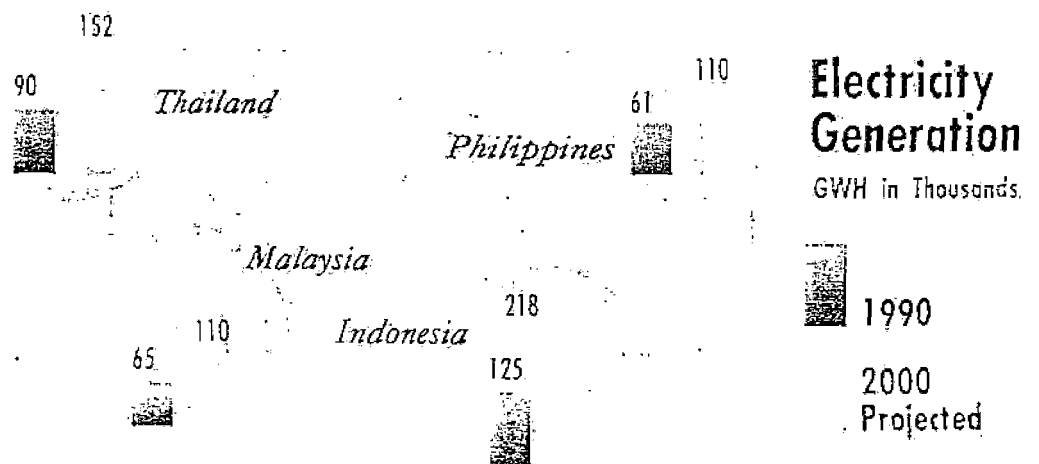 152
90
Thailand
110
61
Philippines
Electricity
Generation
GWH in Thousands
Malaysia
218
1990
110
Indonesia
65
125
2000
Projected